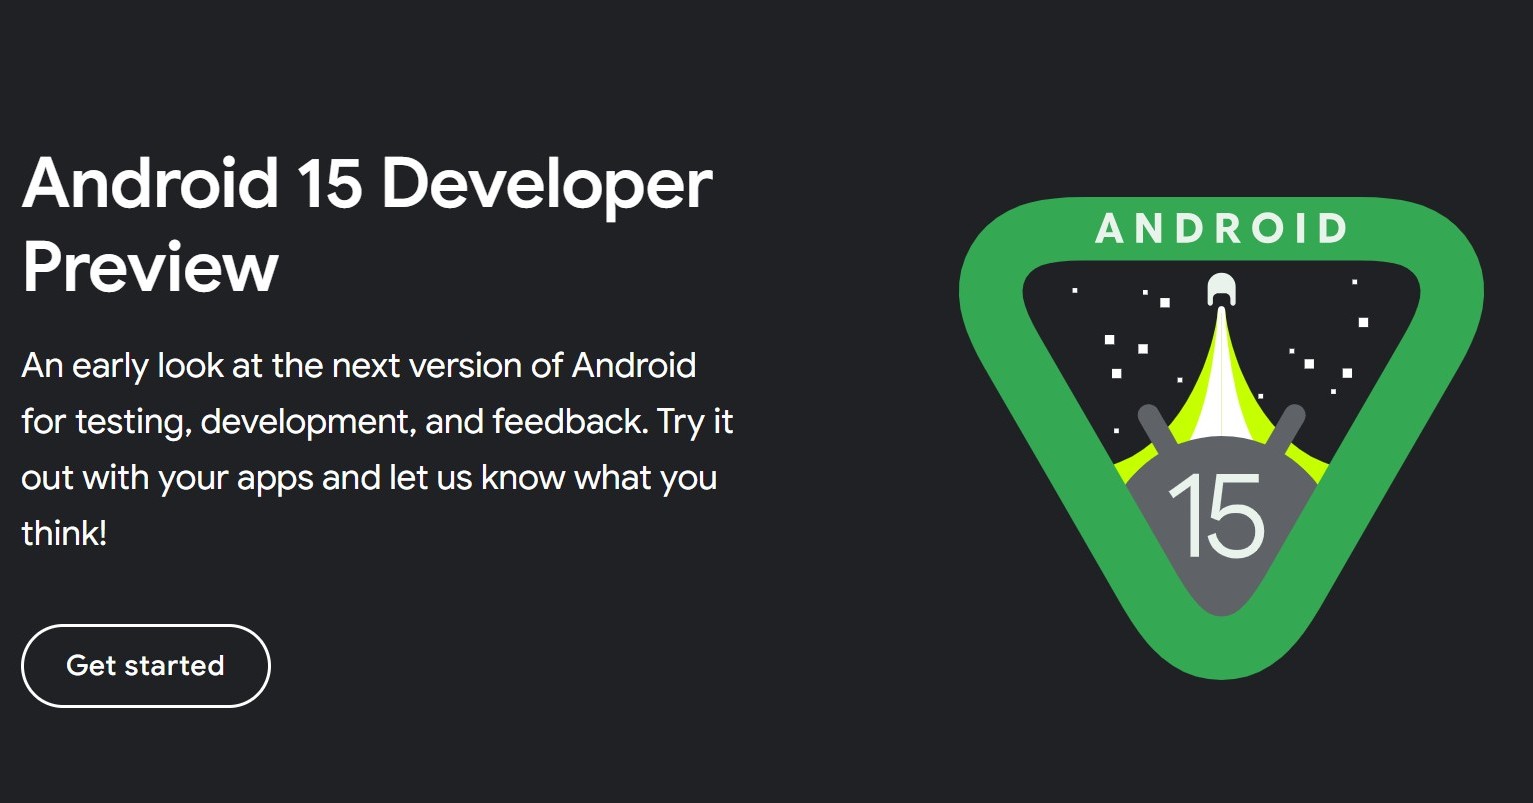 Android 15 Developer
Preview
An early look at the next version of Android
for testing, development, and feedback. Try it
out with your apps and let us know what you
think!
Get started
ANDROID
15